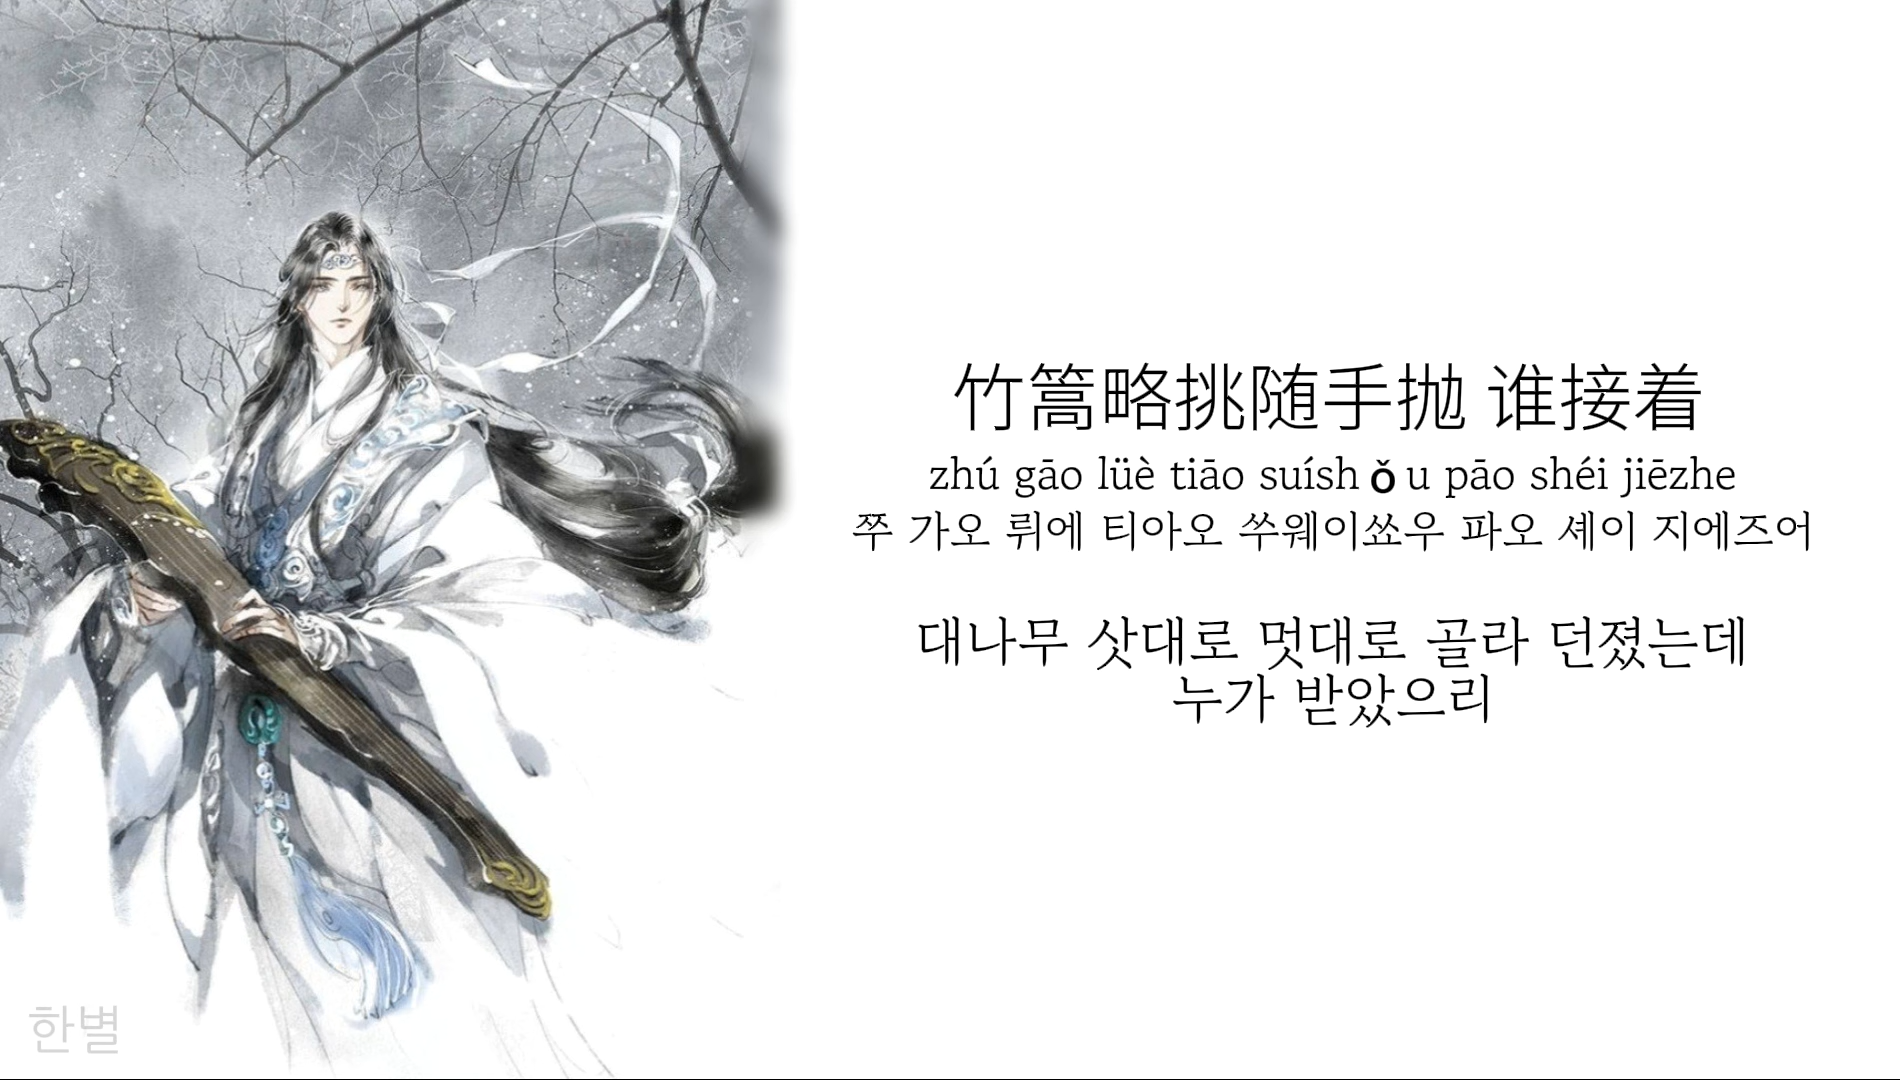 竹篙略挑随手抛 谁接着
zhú gāo lüè tiāo suíshǒu pāo shéi jiēzhe
쭈 가오 뤼에 티아오 쑤웨이쑈우 파오 셰이 지에즈어
대나무 삿대로 멋대로 골라 던졌는데
누가 받았으리
한별